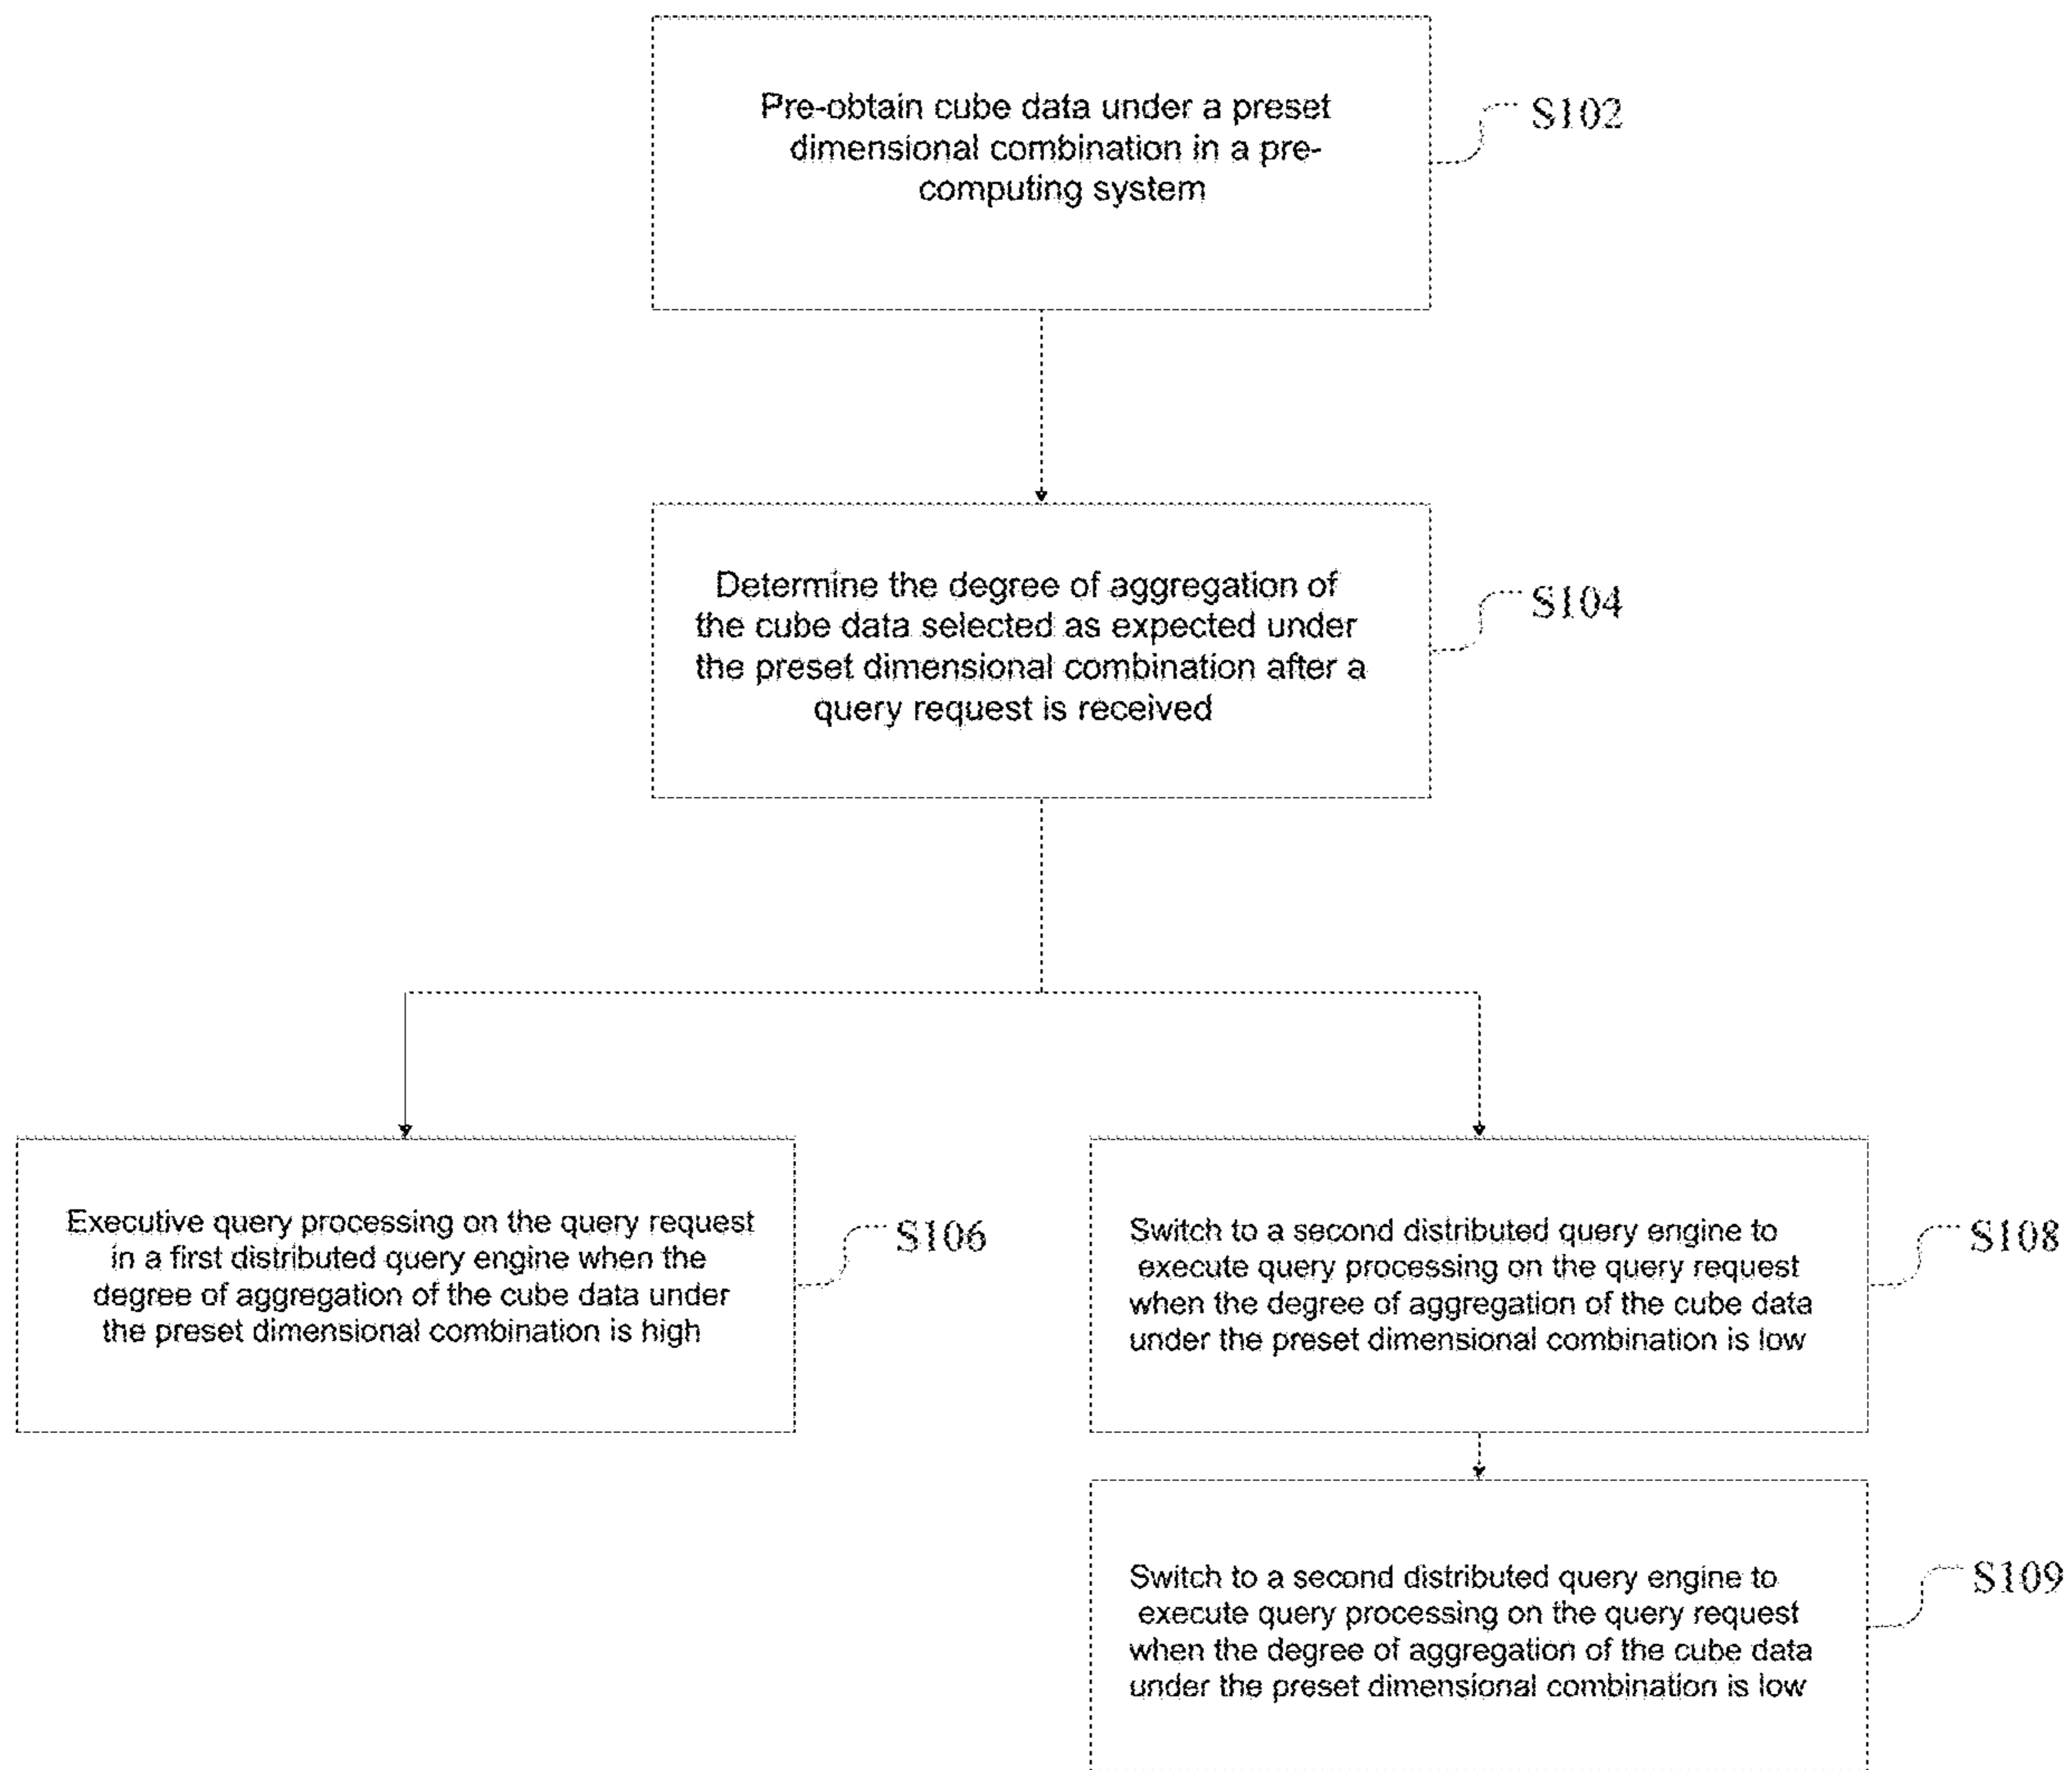 Pre-obtain cube data under a preset
dimensional combination in a pre-
computing system
S102
Determine the degree of aggregation of
the cube data selected as expected under
the preset dimensional combination after a
query request is received
S104
Executive query processing on the query request
in a first distributed query engine when the
degree of aggregation of the cube data under
the preset dimensional combination is high
S106
Switch to a second distributed query engine to
execute query processing on the query request
when the degree of aggregation of the cube data
under the preset dimensional combination is low
S108
Switch to a second distributed query engine to
execute query processing on the query request
when the degree of aggregation of the cube data
under the preset dimensional combination is low
S109